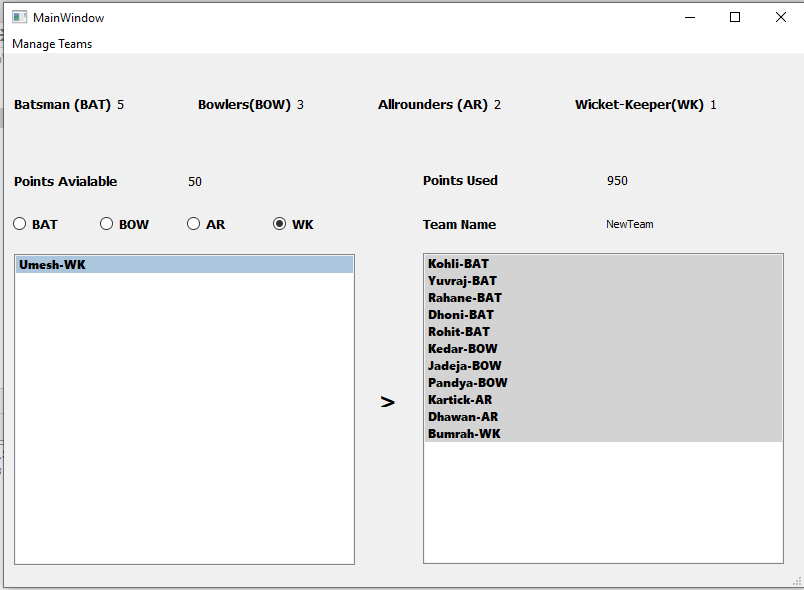 MainWindow
Manage Teams
Batsman (BAT) 5 Bowlers(BOW) 3 Allrounders (AR) 2 Wicket-Keeper(WK) 1
Points Avialable 50 Points Used 950
BAT BOW AR WK Team Name NewTeam
Umesh-WK
>
Kohli-BAT
Yuvraj-BAT
Rahane-BAT
Dhoni-BAT
Rohit-BAT
Kedar-BOW
Jadeja-BOW
Pandya-BOW
Kartick-AR
Dhawan-AR
Bumrah-WK